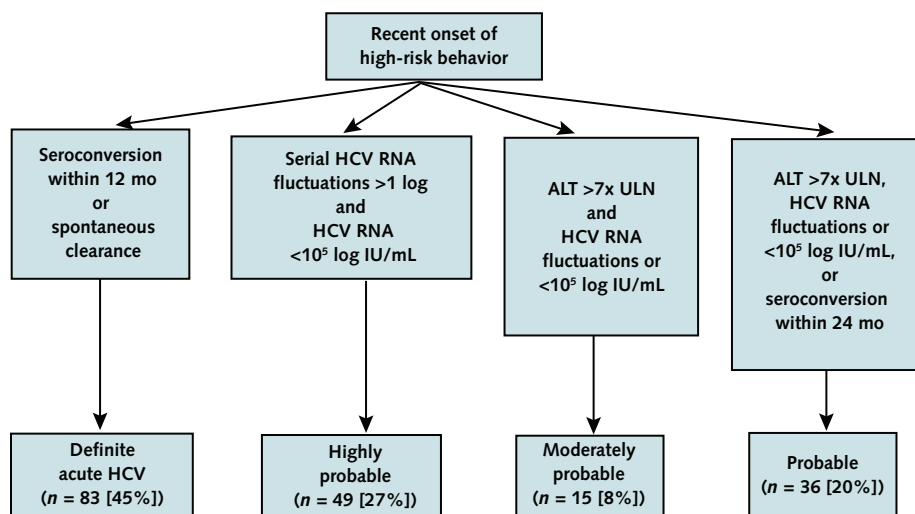 Recent onset of
high-risk behavior
Seroconversion
within 12 mo
or
spontaneous
clearance
Serial HCV RNA
fluctuations >1 log
and
HCV RNA
<10⁵ log IU/mL
ALT >7x ULN
and
HCV RNA
fluctuations or
<10⁵ log IU/mL
ALT >7x ULN,
HCV RNA
fluctuations or
<10⁵ log IU/mL,
or
seroconversion
within 24 mo
Definite
acute HCV
(n = 83 [45%])
Highly
probable
(n = 49 [27%])
Moderately
probable
(n = 15 [8%])
Probable
(n = 36 [20%])